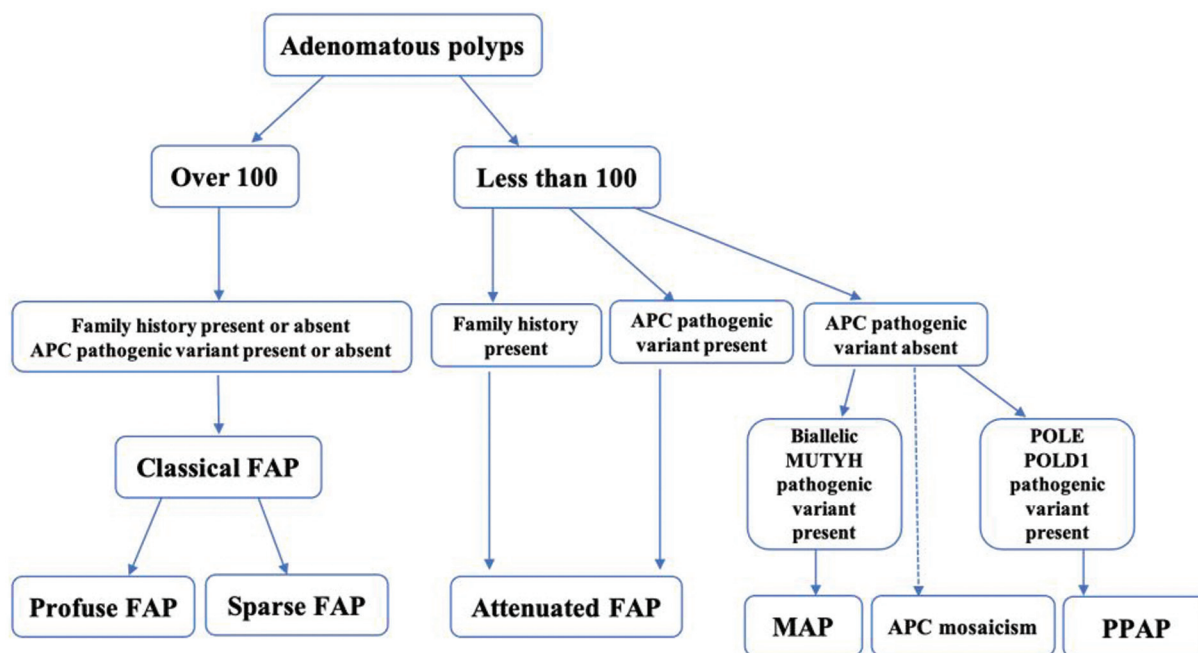 Adenomatous polyps
Over 100
Less than 100
Family history present or absent
APC pathogenic variant present or absent
Family history
present
APC pathogenic
variant present
APC pathogenic
variant absent
Classical FAP
Biallelic
MUTYH
pathogenic
variant
present
POLE
POLD1
pathogenic
variant
present
Profuse FAP
Sparse FAP
Attenuated FAP
MAP
APC mosaicism
PPAP